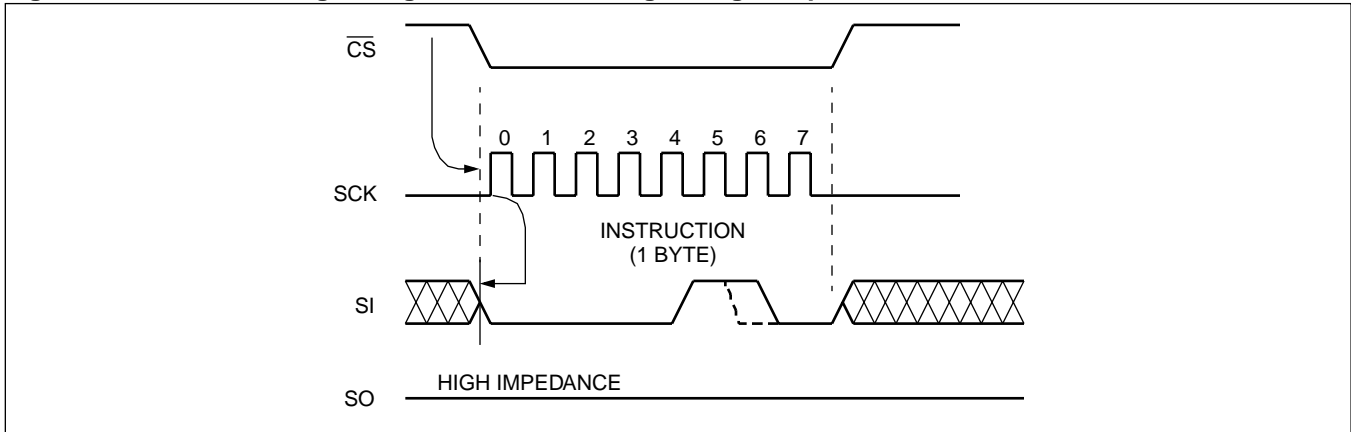 CS
0 1 2 3 4 5 6 7
SCK
INSTRUCTION
(1 BYTE)
SI
HIGH IMPEDANCE
SO